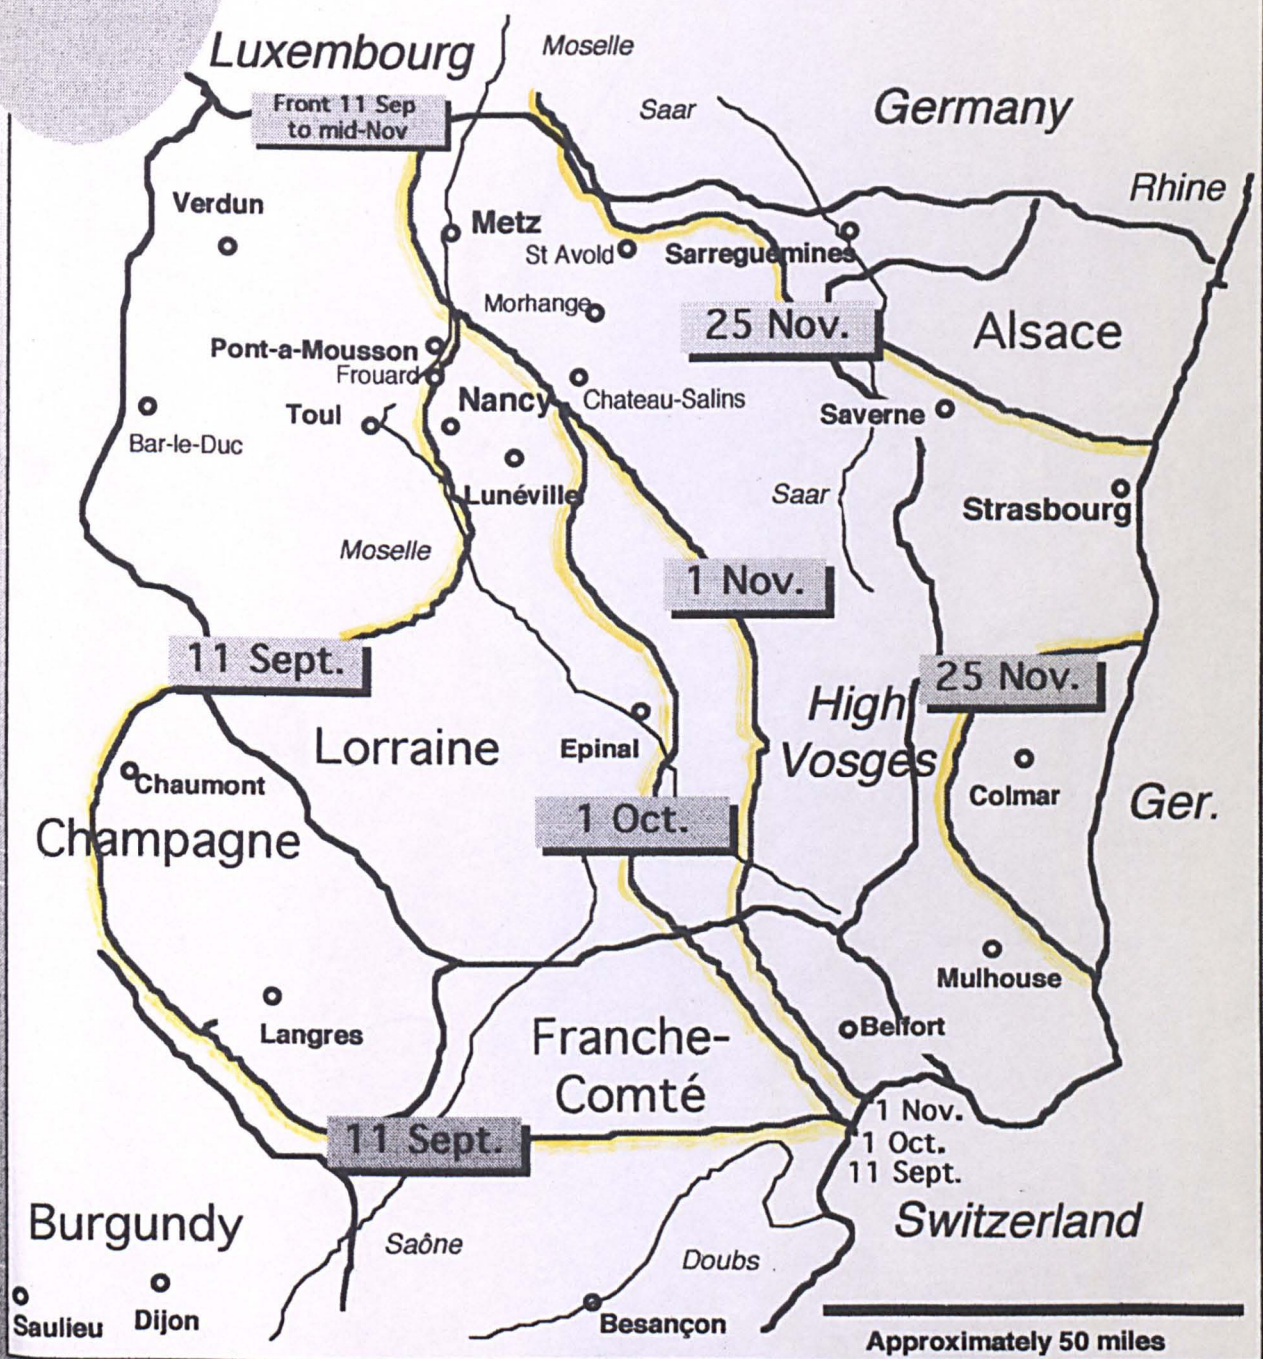 Luxembourg
Moselle
Saar
Germany
Front 11 Sep
to mid-Nov
Rhine
Verdun
Metz
St Avold
Sarreguemines
Morhange
25 Nov.
Alsace
Pont-a-Mousson
Frouard
Toul
Nancy
Chateau-Salins
Saverne
Bar-le-Duc
Lunéville
Saar
Strasbourg
Moselle
1 Nov.
11 Sept.
25 Nov.
High
Vosges
Lorraine
Epinal
Chaumont
Colmar
Ger.
Champagne
1 Oct.
Mulhouse
Langres
Belfort
Franche-
Comté
1 Nov.
1 Oct.
11 Sept.
11 Sept.
Burgundy
Saône
Doubs
Switzerland
Saulieu
Dijon
Besançon
Approximately 50 miles